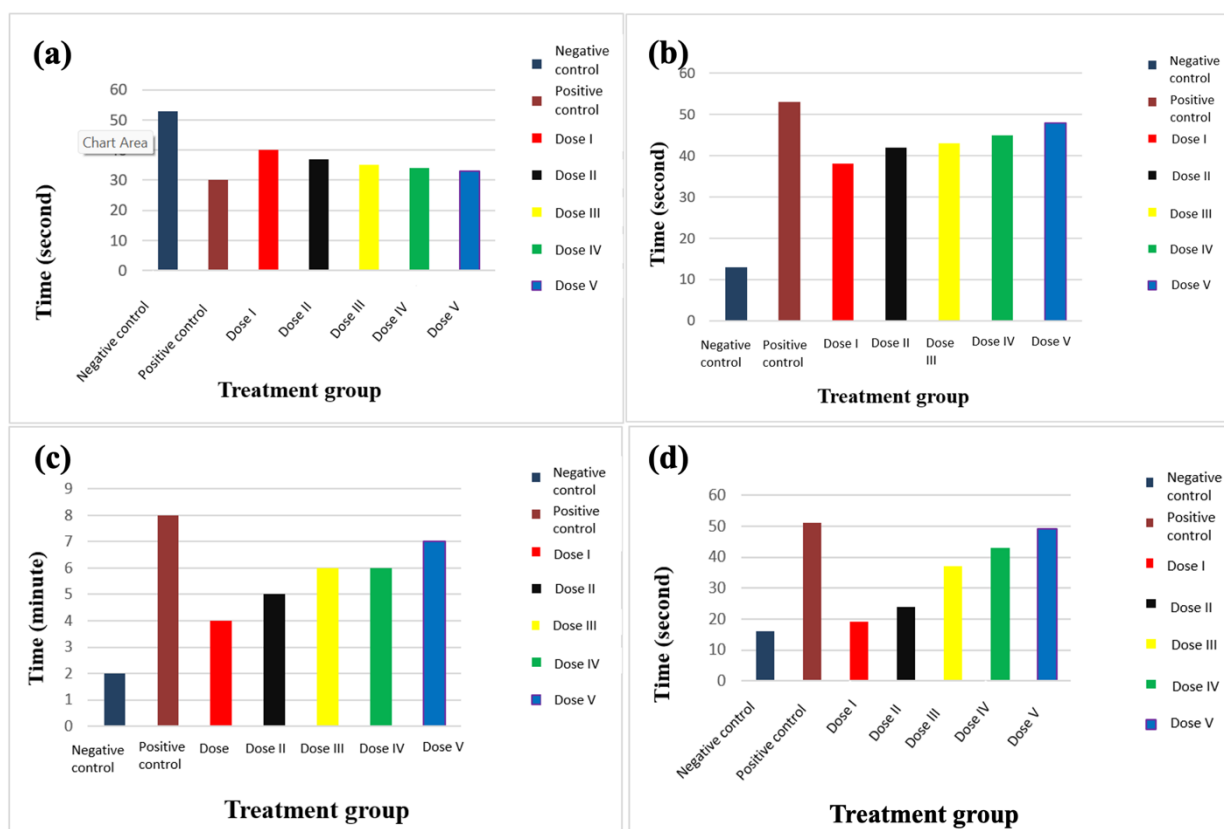 (a)
60
50
Chart Area
30
20
10
0
Time (second)
Negative control
Positive control
Dose I
Dose II
Dose III
Dose IV
Dose V
Treatment group
Negative
control
Positive
control
Dose I
Dose II
Dose III
Dose IV
Dose V
(b)
60
50
40
30
20
10
0
Time (second)
Negative
control
Positive
control
Dose I
Dose II
Dose
III
Dose IV
Dose V
Treatment group
Negative
control
Positive
control
Dose I
Dose II
Dose III
Dose IV
Dose V
(c)
9
8
7
6
5
4
3
2
1
0
Time (minute)
Negative
control
Positive
control
Dose
Dose II
Dose III
Dose IV
Dose V
Treatment group
Negative
control
Positive
control
Dose I
Dose II
Dose III
Dose IV
Dose V
(d)
60
50
40
30
20
10
0
Time (second)
Negative control
Positive control
Dose I
Dose II
Dose III
Dose IV
Dose V
Treatment group
Negative
control
Positive
control
Dose I
Dose II
Dose III
Dose IV
Dose V